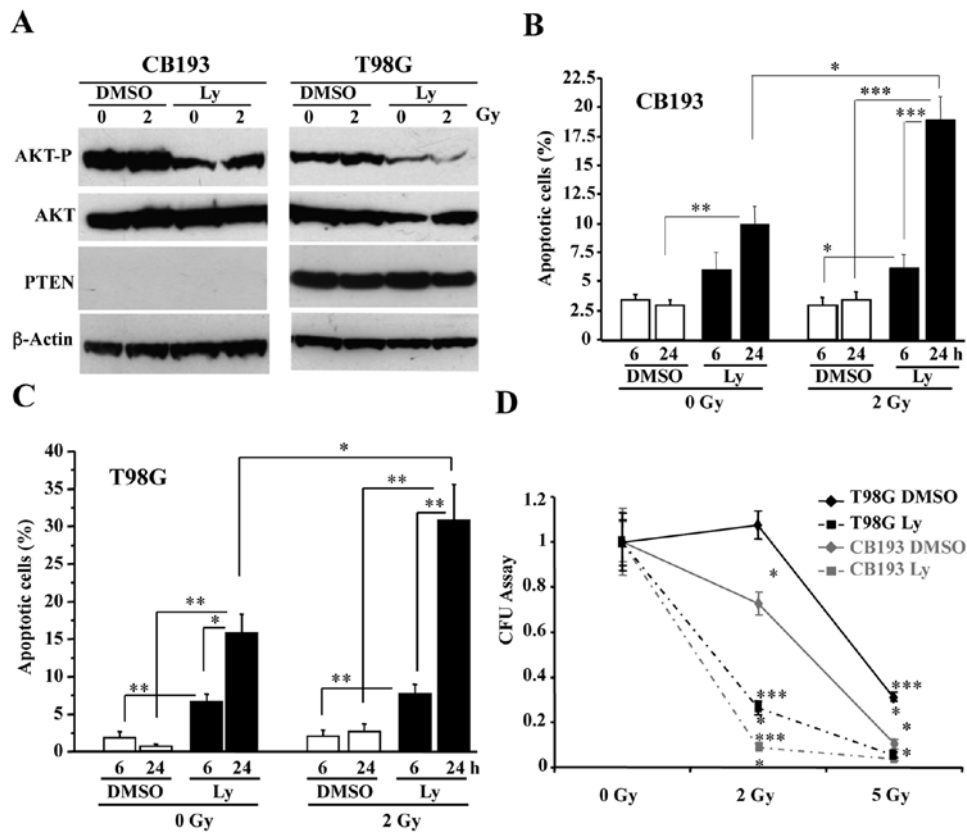 A
CB193 T98G
DMSO Ly DMSO Ly
0 2 0 2 0 2 0 2 Gy
AKT-P
AKT
PTEN
β-Actin
B
CB193
Apoptotic cells (%)
22.5
20
17.5
15
12.5
10
7.5
5
2.5
* *** *** ** *
6 24 6 24 6 24 6 24 h
DMSO Ly DMSO Ly
0 Gy 2 Gy
C
T98G
Apoptotic cells (%)
40
35
30
25
20
15
10
5
0
* ** ** ** * ** **
6 24 6 24 6 24 6 24 h
DMSO Ly DMSO Ly
0 Gy 2 Gy
D
T98G DMSO
T98G Ly
CB193 DMSO
CB193 Ly
CFU Assay
1.2
1
0.8
0.6
0.4
0.2
0
*
***
*
***
*
***
*
*
*
0 Gy 2 Gy 5 Gy